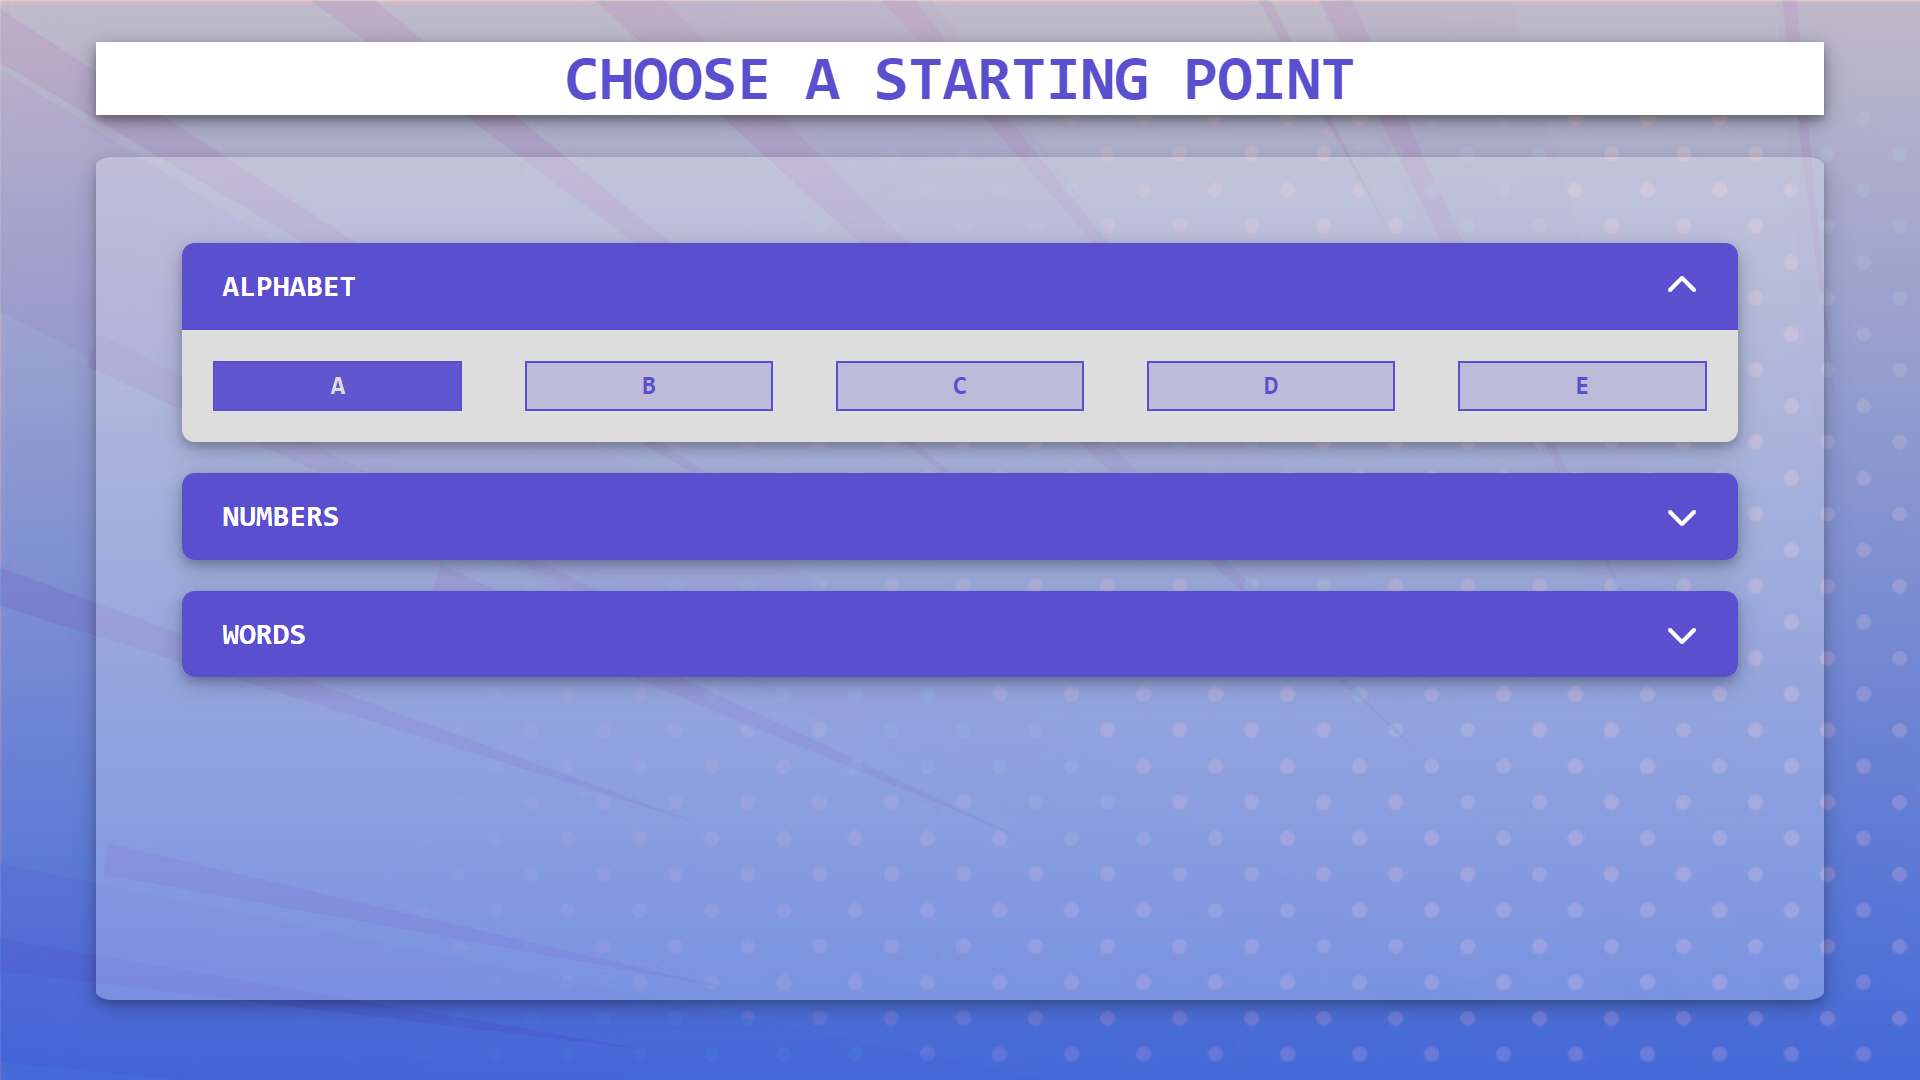 CHOOSE A STARTING POINT
ALPHABET
A B C D E
NUMBERS
WORDS